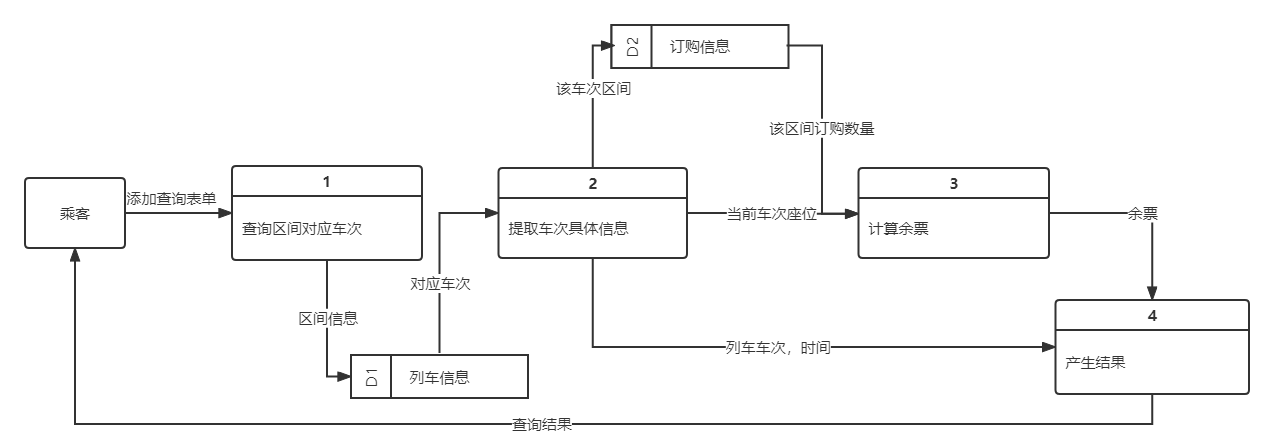 D2
订购信息
该车次区间
该区间订购数量
乘客
添加查询表单
1
查询区间对应车次
2
提取车次具体信息
当前车次座位
3
计算余票
余票
对应车次
区间信息
D1
列车信息
列车车次，时间
4
产生结果
查询结果